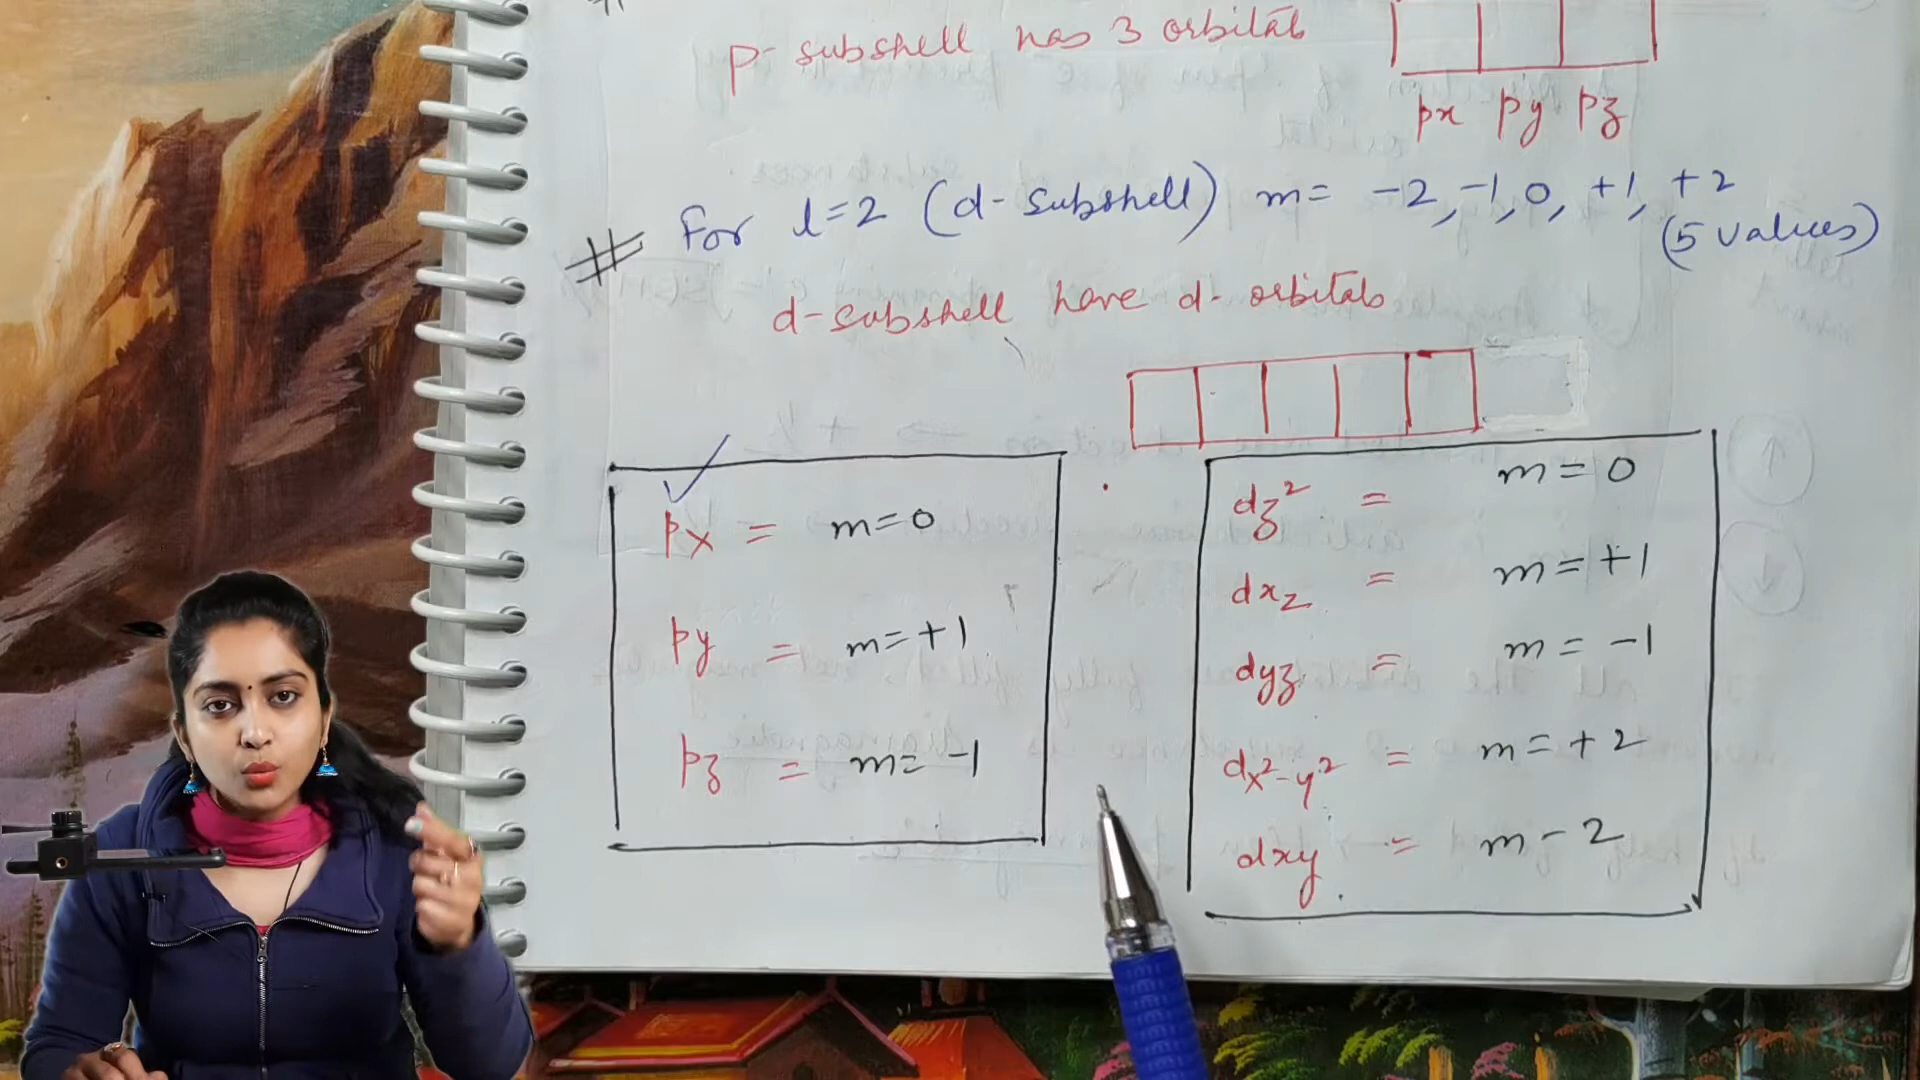 p-subshell has 3 orbitals
px py pz
# For l=2 (d-subshell) m= -2,-1,0, +1, +2
(5 values)
d-subshell have d-orbitals
px = m=0
py = m=+1
pz = m= -1
dz² = m=0
dxz = m=+1
dyz = m= -1
dx²-y² = m=+2
dxy = m-2